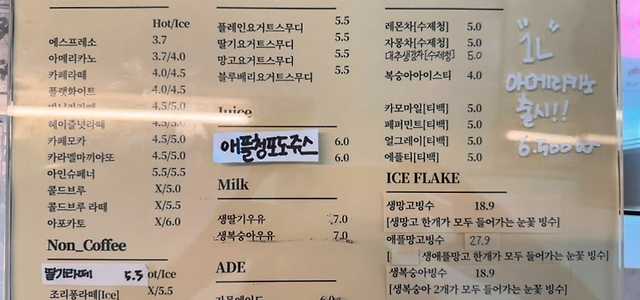 Hot/Ice
에스프레소 3.7
아메리카노 3.7/4.0
카페라떼 4.0/4.5
플랫화이트 4.0/4.5
바닐라라떼 4.5/5.0
헤이즐넛라떼 4.5/5.0
카페모카 4.5/5.0
카라멜마끼야또 4.5/5.0
아인슈페너 5.5/5.5
콜드브루 X/5.0
콜드브루 라떼 X/5.5
아포카토 X/6.0
Non_Coffee
딸기라떼 5.5 ot/Ice
조리퐁라떼[Ice] X/5.5
플레인요거트스무디 5.5
딸기요거트스무디 5.5
망고요거트스무디 5.5
블루베리요거트스무디 5.5
Juice
애플청포도쥬스 6.0
6.0
Milk
생딸기우유 7.0
생복숭아우유 7.0
ADE
자몽에이드 6.0
레몬차[수제청] 5.0
자몽차[수제청] 5.0
대추생강차[수제청] 5.0
복숭아아이스티 4.0
카모마일[티백] 5.0
페퍼민트[티백] 5.0
얼그레이[티백] 5.0
애플티[티백] 5.0
ICE FLAKE
생망고빙수 18.9
[생망고 한개가 모두 들어가는 눈꽃 빙수]
애플망고빙수 27.9
[생애플망고 한개가 모두 들어가는 눈꽃 빙수]
생복숭아빙수 18.9
[생복숭아 2개가 모두 들어가는 눈꽃 빙수]
"1L"
아메리카노
출시!!
6.500